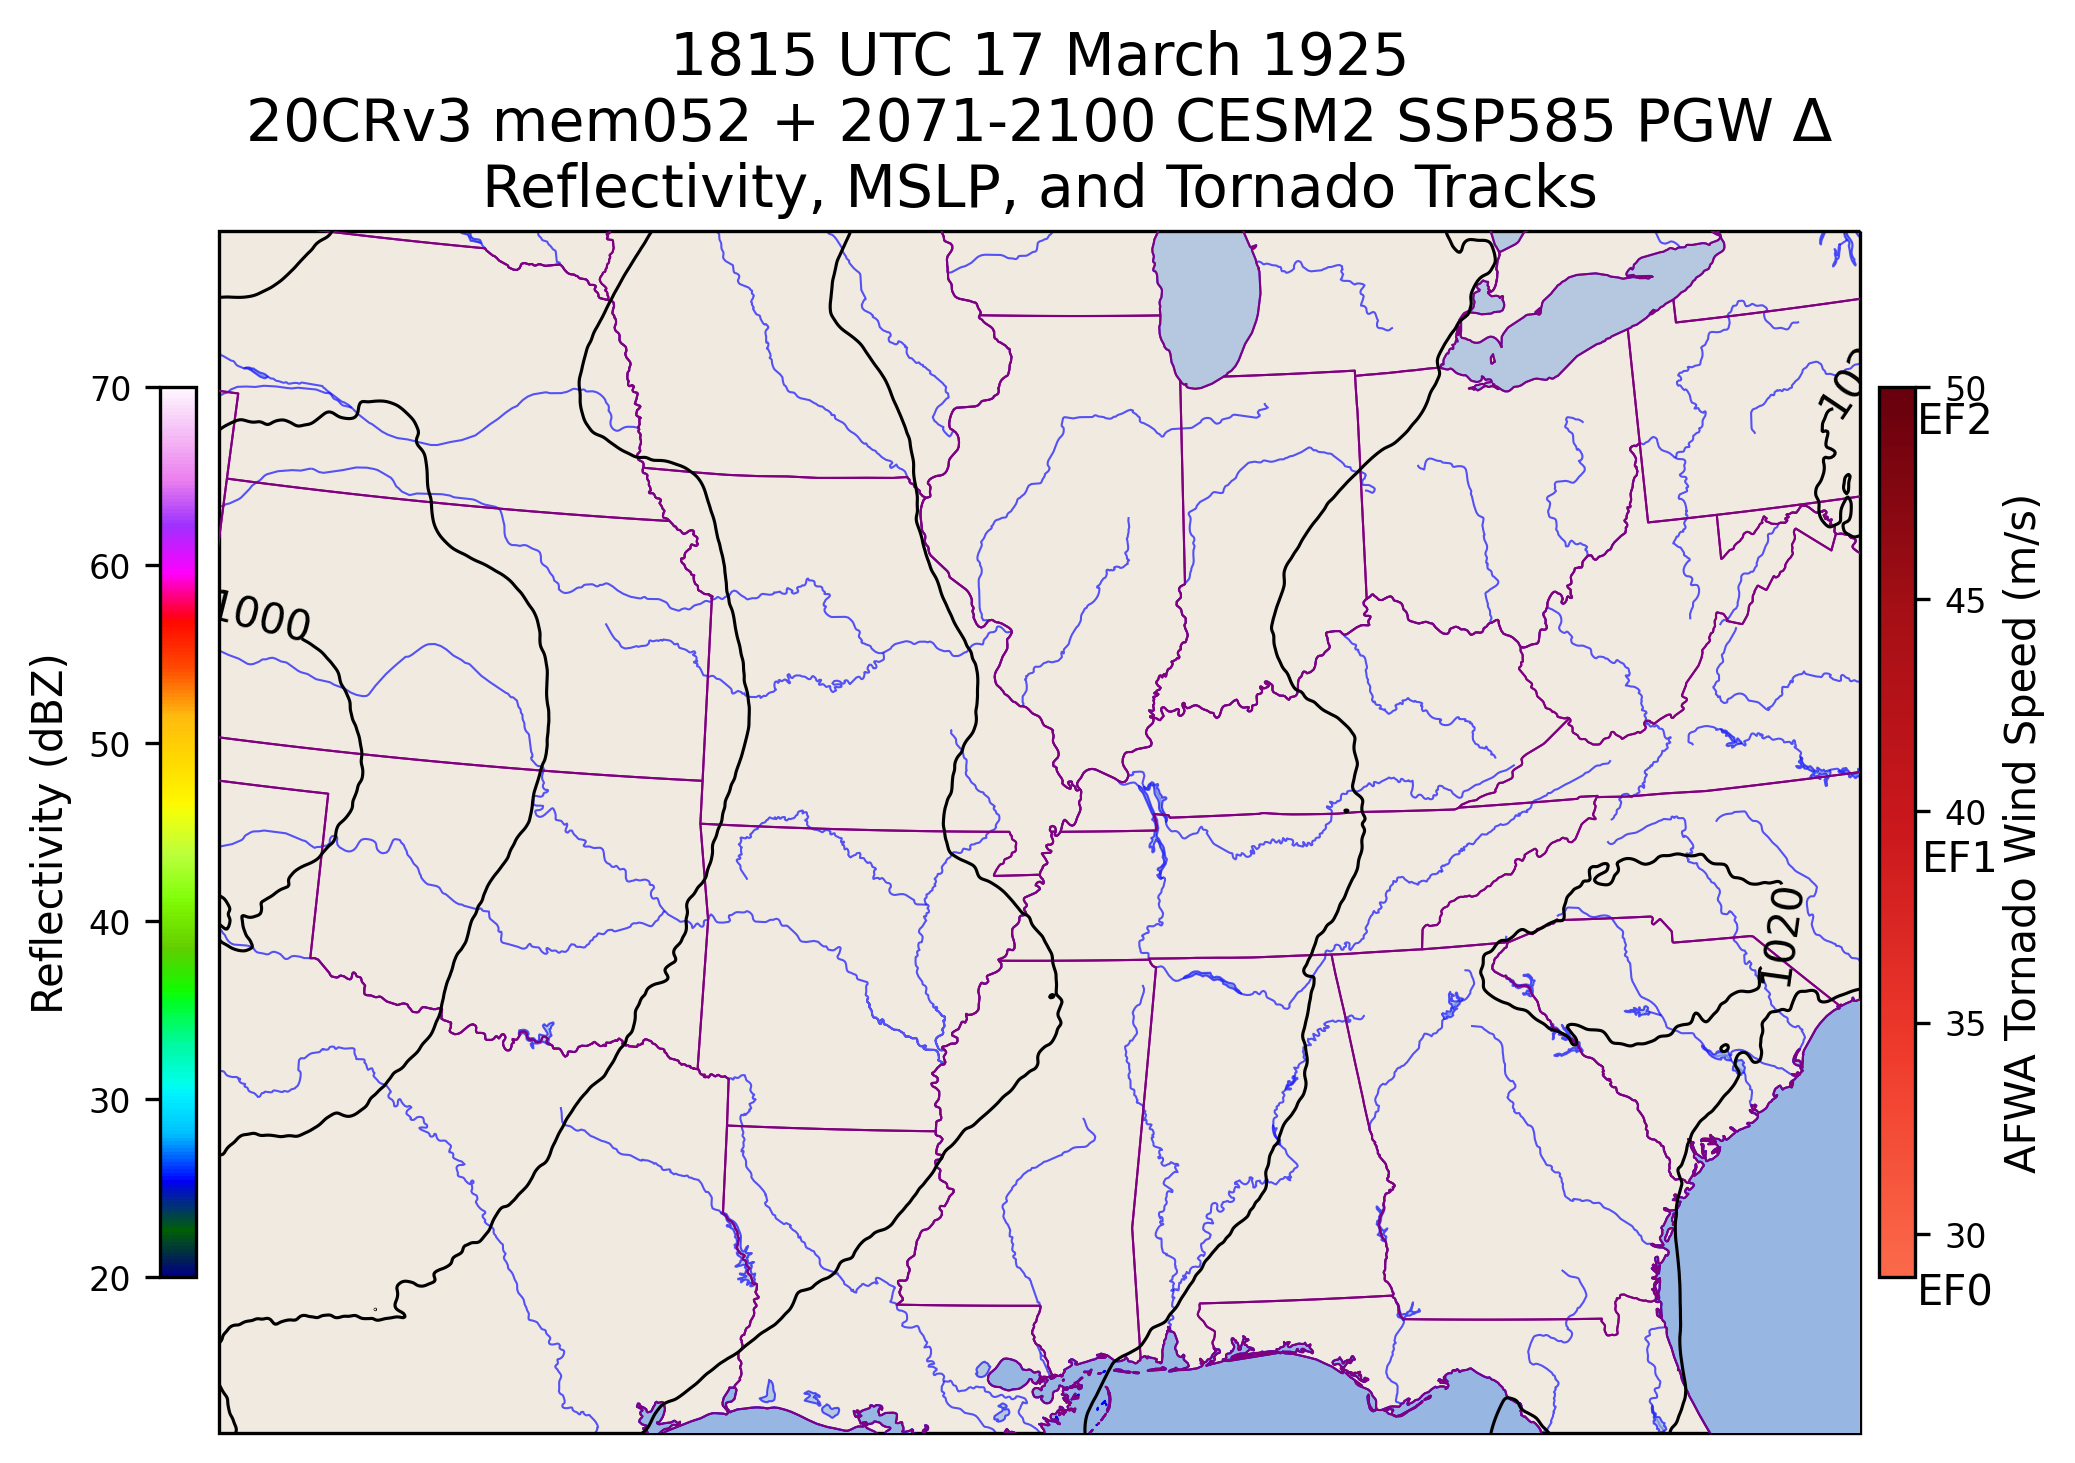 1815 UTC 17 March 1925
20CRv3 mem052 + 2071-2100 CESM2 SSP585 PGW Δ
Reflectivity, MSLP, and Tornado Tracks
Reflectivity (dBZ)
70
60
50
40
30
20
1000
1020
50
EF2
45
40
EF1
35
30
EF0
AFWA Tornado Wind Speed (m/s)